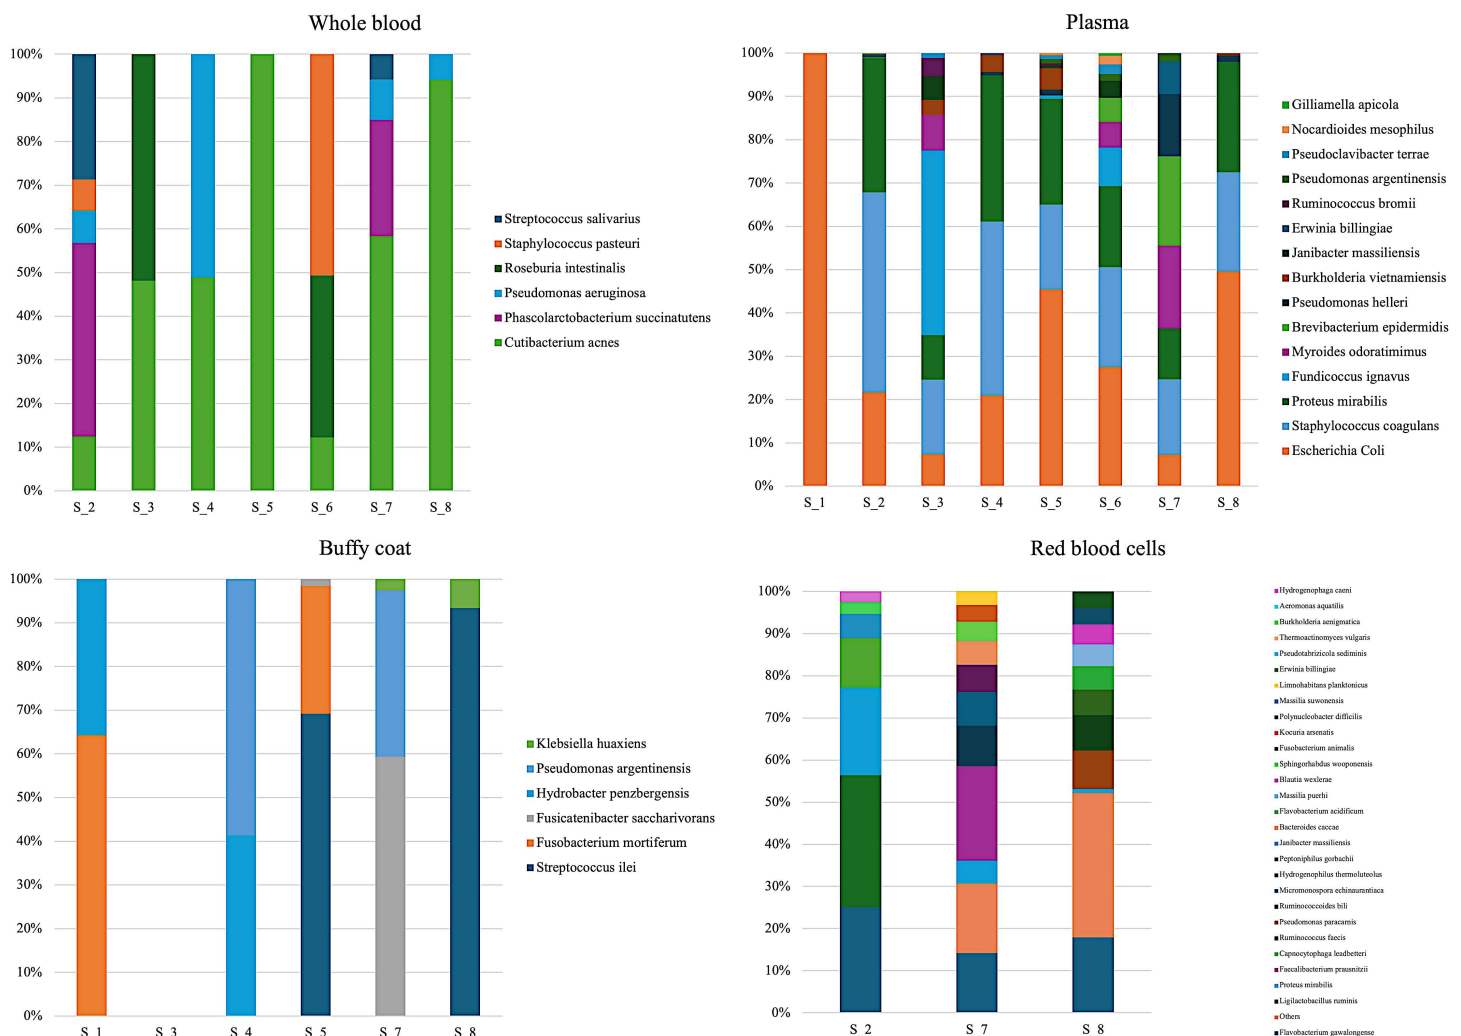 Whole blood
100%
90%
80%
70%
60%
50%
40%
30%
20%
10%
0%
S_2 S_3 S_4 S_5 S_6 S_7 S_8
Streptococcus salivarius
Staphylococcus pasteuri
Roseburia intestinalis
Pseudomonas aeruginosa
Phascolarctobacterium succinatutens
Cutibacterium acnes
Plasma
100%
90%
80%
70%
60%
50%
40%
30%
20%
10%
0%
S_1 S_2 S_3 S_4 S_5 S_6 S_7 S_8
Gilliamella apicola
Nocardioides mesophilus
Pseudoclavibacter terrae
Pseudomonas argentinensis
Ruminococcus bromii
Erwinia billingiae
Janibacter massiliensis
Burkholderia vietnamiensis
Pseudomonas helleri
Brevibacterium epidermidis
Myroides odoratimimus
Fundicoccus ignavus
Proteus mirabilis
Staphylococcus coagulans
Escherichia Coli
Buffy coat
100%
90%
80%
70%
60%
50%
40%
30%
20%
10%
0%
S_1 S_3 S_4 S_5 S_7 S_8
Klebsiella huaxiens
Pseudomonas argentinensis
Hydrobacter penzbergensis
Fusicatenibacter saccharivorans
Fusobacterium mortiferum
Streptococcus ilei
Red blood cells
100%
90%
80%
70%
60%
50%
40%
30%
20%
10%
0%
S_2 S_7 S_8
Hydrogenophaga caeni
Aeromonas aquatilis
Burkholderia aenigmatica
Thermoactinomyces vulgaris
Pseudotabrizicola sediminis
Erwinia billingiae
Limnohabitans planktonicus
Massilia suwonensis
Polynucleobacter difficilis
Kocuria arsenatis
Fusobacterium animalis
Sphingorhabdus wooponensis
Blautia wexlerae
Massilia puerhi
Flavobacterium acidificum
Bacteroides caccae
Janibacter massiliensis
Peptoniphilus gorbachii
Hydrogenophilus thermoluteolus
Micromonospora echinaurantiaca
Ruminococcoides bili
Pseudomonas paracarnis
Ruminococcus faecis
Capnocytophaga leadbetteri
Faecalibacterium prausnitzii
Proteus mirabilis
Ligilactobacillus ruminis
Others
Flavobacterium gawalongense